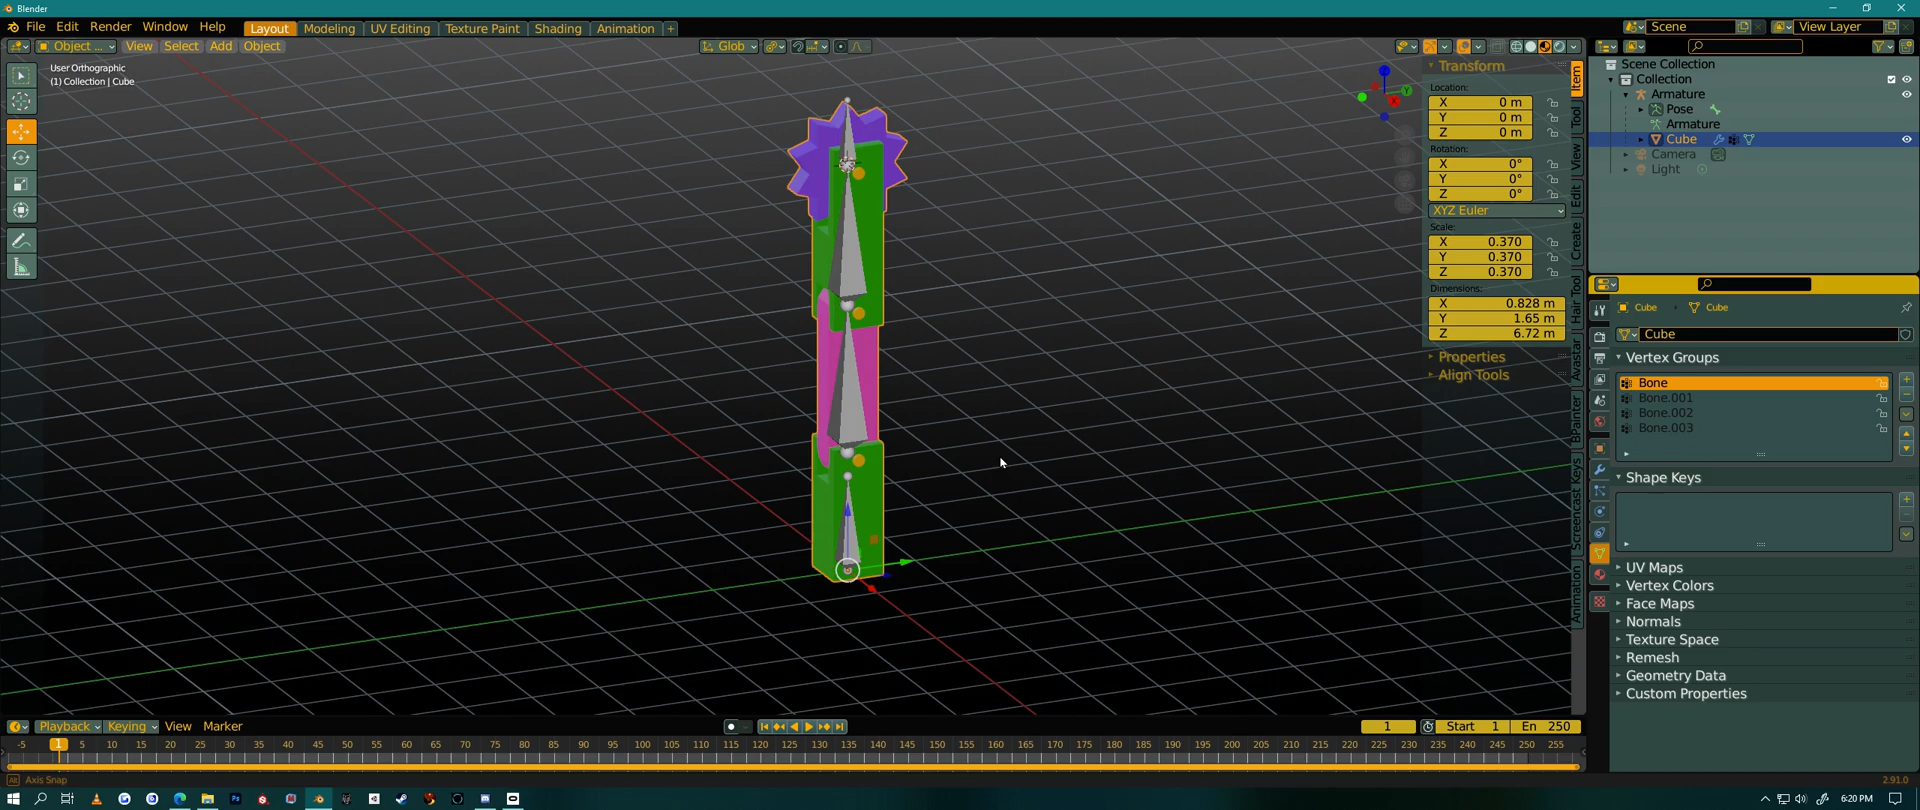 Blender
File Edit Render Window Help
Layout Modeling UV Editing Texture Paint Shading Animation +
Scene
View Layer
Object ... View Select Add Object
Glob
User Orthographic
(1) Collection | Cube
Transform
Location:
X 0 m
Y 0 m
Z 0 m
Rotation:
X 0°
Y 0°
Z 0°
XYZ Euler
Scale:
X 0.370
Y 0.370
Z 0.370
Dimensions:
X 0.828 m
Y 1.65 m
Z 6.72 m
Properties
Align Tools
Item
Tool
View
Edit
Create
Hair Tool
Avastar
BPainter
Screencast Keys
Animation
Y
X
Scene Collection
Collection
Armature
Pose
Armature
Cube
Camera
Light
Cube Cube
Cube
Vertex Groups
Bone
Bone.001
Bone.002
Bone.003
Shape Keys
UV Maps
Vertex Colors
Face Maps
Normals
Texture Space
Remesh
Geometry Data
Custom Properties
Playback Keying View Marker
1 Start 1 En 250
-5 1 5 10 15 20 25 30 35 40 45 50 55 60 65 70 75 80 85 90 95 100 105 110 115 120 125 130 135 140 145 150 155 160 165 170 175 180 185 190 195 200 205 210 215 220 225 230 235 240 245 250 255
Alt Axis Snap
2.91.0
6:20 PM